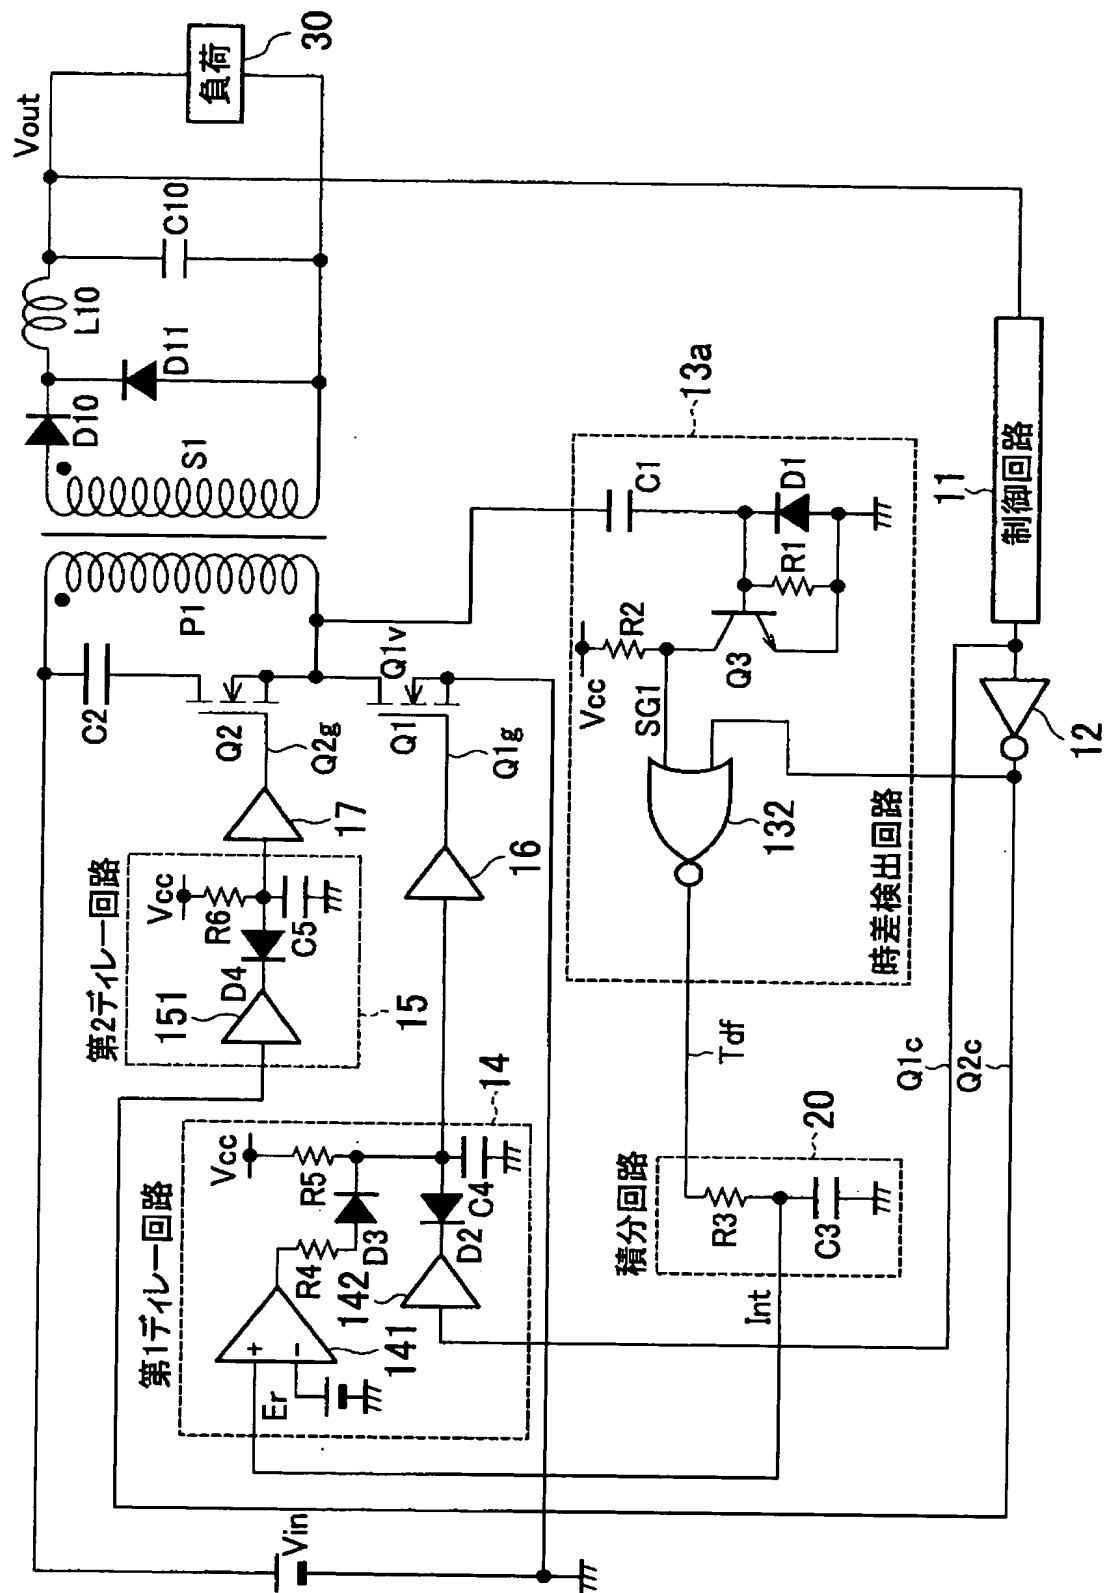 Vin
C2
P1
S1
D10
D11
L10
C10
Vout
負荷
30
Q2
Q2g
Q1
Q1v
Q1g
17
16
第2ディレー回路
Vcc
R6
D4
C5
151
15
第1ディレー回路
Vcc
R5
R4
D3
D2
C4
142
141
Er
14
積分回路
20
R3
C3
Int
Tdf
時差検出回路
13a
Vcc
R2
SG1
Q3
R1
D1
C1
132
Q1c
Q2c
12
11
制御回路